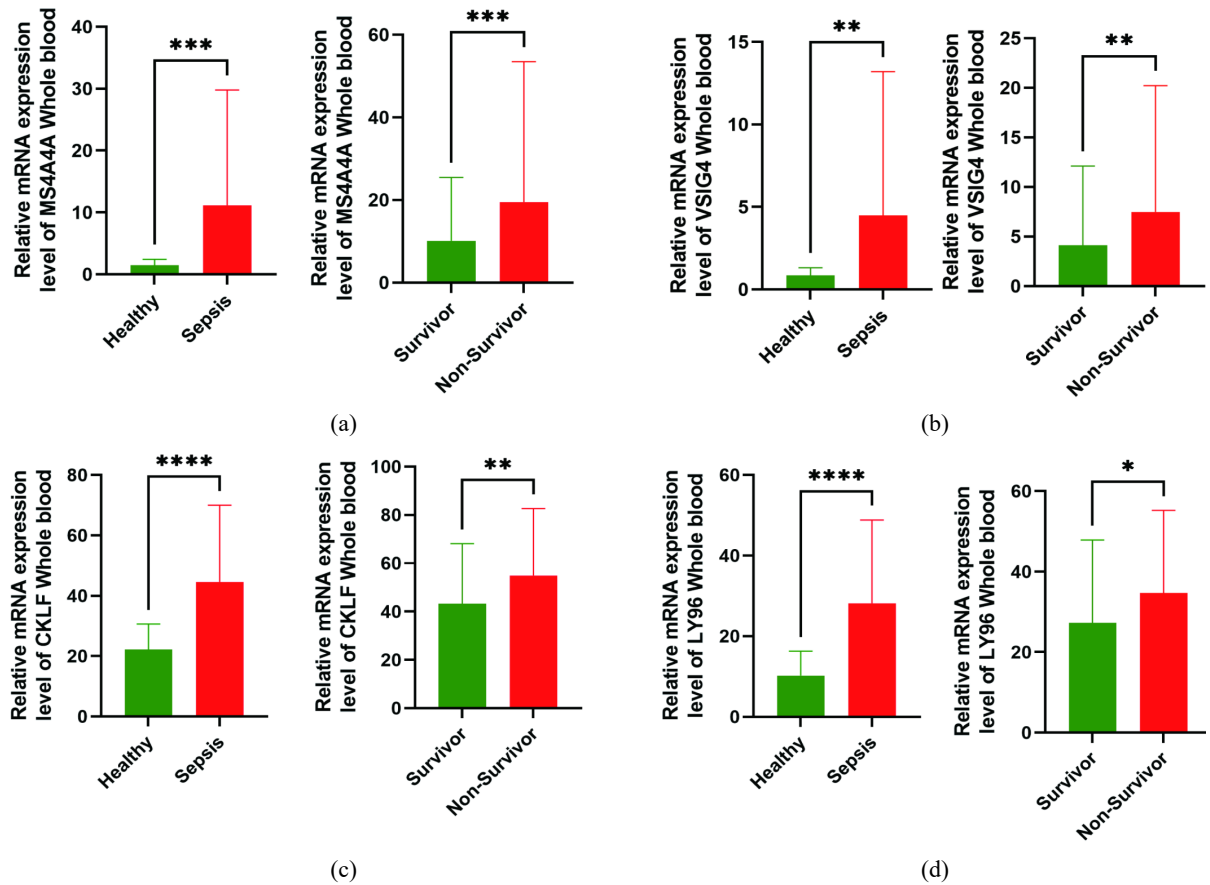 Relative mRNA expression
level of MS4A4A Whole blood
40
30
20
10
0
***
Healthy
Sepsis
Relative mRNA expression
level of MS4A4A Whole blood
60
40
20
0
***
Survivor
Non-Survivor
(a)
Relative mRNA expression
level of VSIG4 Whole blood
15
10
5
0
**
Healthy
Sepsis
Relative mRNA expression
level of VSIG4 Whole blood
25
20
15
10
5
0
**
Survivor
Non-Survivor
(b)
Relative mRNA expression
level of CKLF Whole blood
80
60
40
20
0
****
Healthy
Sepsis
Relative mRNA expression
level of CKLF Whole blood
100
80
60
40
20
0
**
Survivor
Non-Survivor
(c)
Relative mRNA expression
level of LY96 Whole blood
60
40
20
0
****
Healthy
Sepsis
Relative mRNA expression
level of LY96 Whole blood
60
40
20
0
*
Survivor
Non-Survivor
(d)